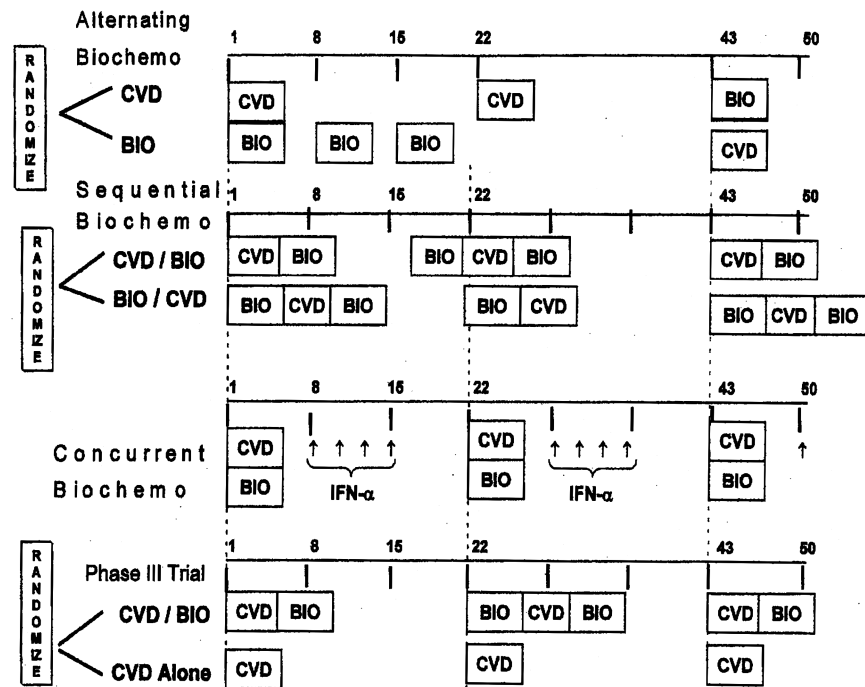 Alternating
1 8 15 22 43 50
Biochemo
RANDOMIZE
CVD
CVD CVD BIO
BIO
BIO BIO BIO CVD
Sequential
1 8 15 22 43 50
Biochemo
RANDOMIZE
CVD / BIO
CVD BIO BIO CVD BIO CVD BIO
BIO / CVD
BIO CVD BIO BIO CVD BIO CVD BIO
1 8 15 22 43 50
Concurrent
CVD CVD CVD
Biochemo
BIO BIO BIO
IFN-α IFN-α
1 8 15 22 43 50
RANDOMIZE
Phase III Trial
CVD / BIO
CVD BIO BIO CVD BIO CVD BIO
CVD Alone
CVD CVD CVD